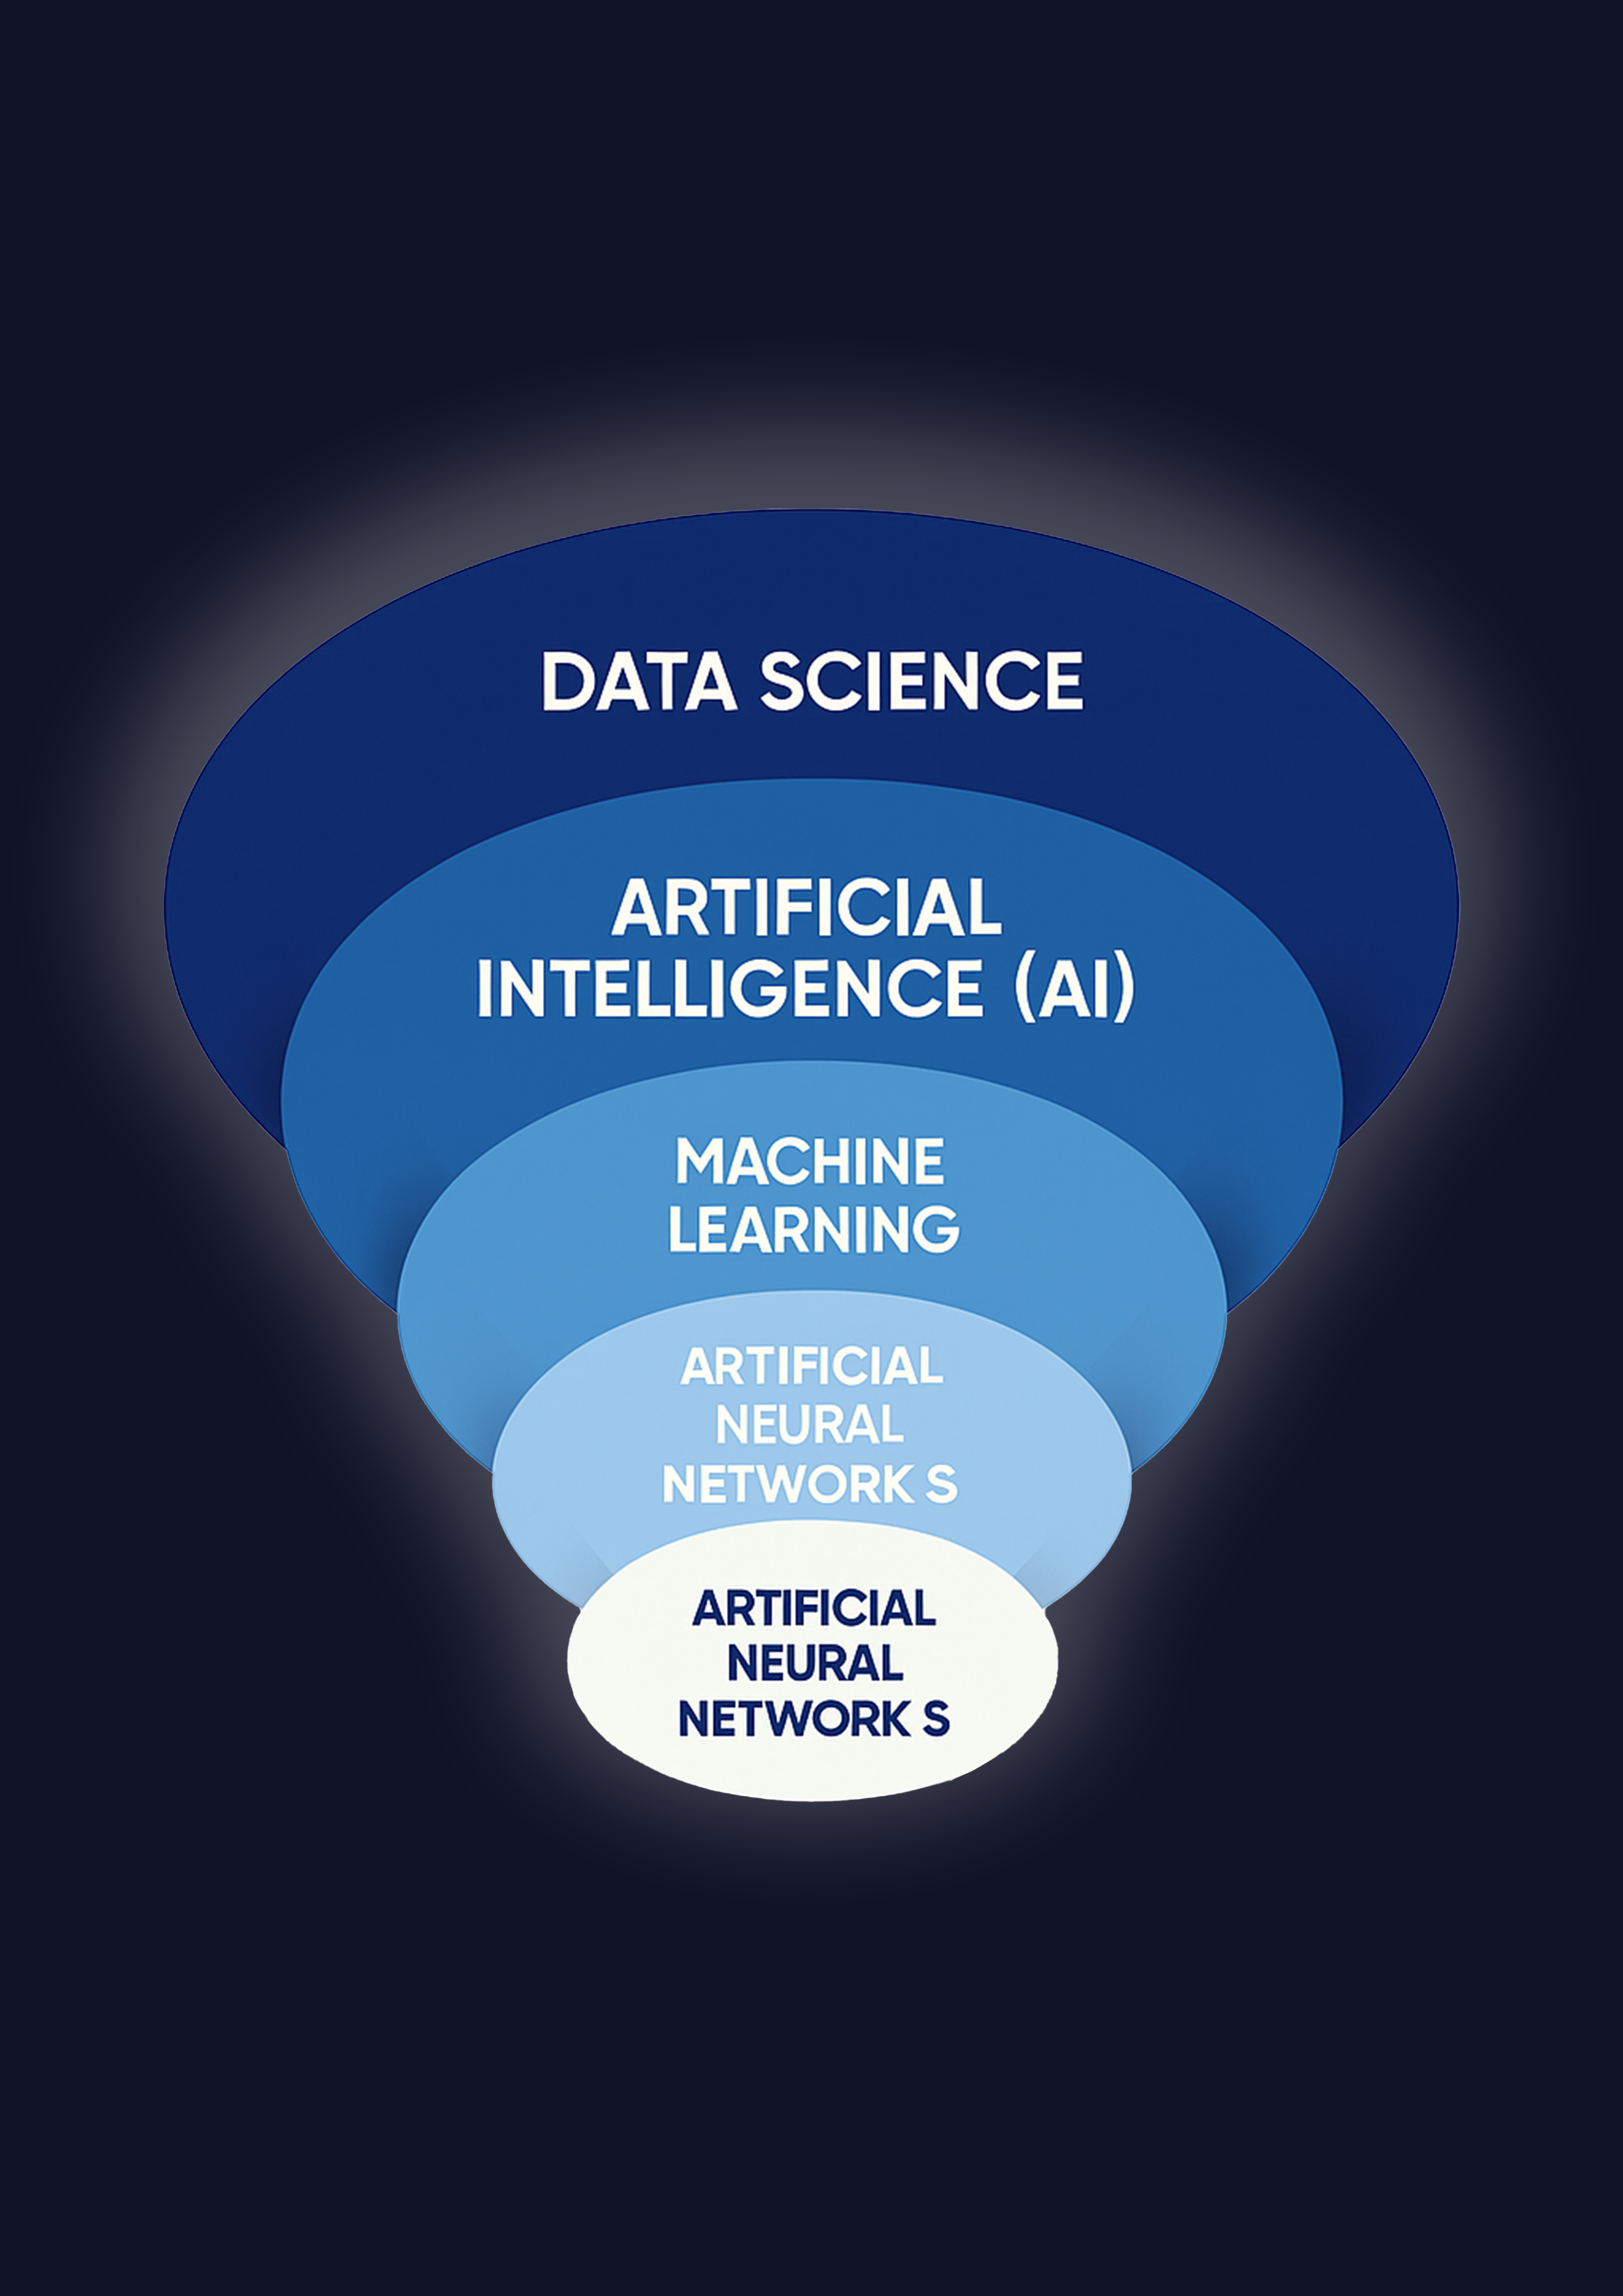 DATA SCIENCE
ARTIFICIAL
INTELLIGENCE (AI)
MACHINE
LEARNING
ARTIFICIAL
NEURAL
NETWORK S
ARTIFICIAL
NEURAL
NETWORK S